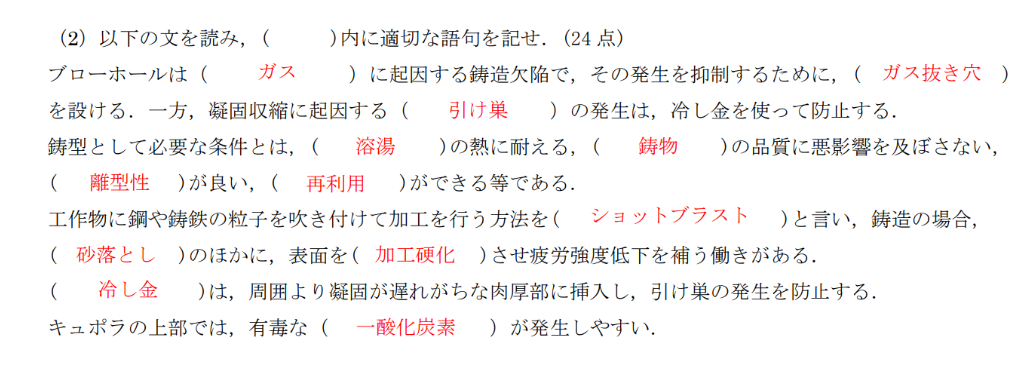 （2）以下の文を読み，（　　　）内に適切な語句を記せ．（24 点）
ブローホールは（　ガス　）に起因する鋳造欠陥で，その発生を抑制するために，（　ガス抜き穴　）
を設ける．一方，凝固収縮に起因する（　引け巣　）の発生は，冷し金を使って防止する．
鋳型として必要な条件とは，（　溶湯　）の熱に耐える，（　鋳物　）の品質に悪影響を及ぼさない，
（　離型性　）が良い，（　再利用　）ができる等である．
工作物に鋼や鋳鉄の粒子を吹き付けて加工を行う方法を（　ショットブラスト　）と言い，鋳造の場合，
（　砂落とし　）のほかに，表面を（　加工硬化　）させ疲労強度低下を補う働きがある．
（　冷し金　）は，周囲より凝固が遅れがちな肉厚部に挿入し，引け巣の発生を防止する．
キュポラの上部では，有毒な（　一酸化炭素　）が発生しやすい．